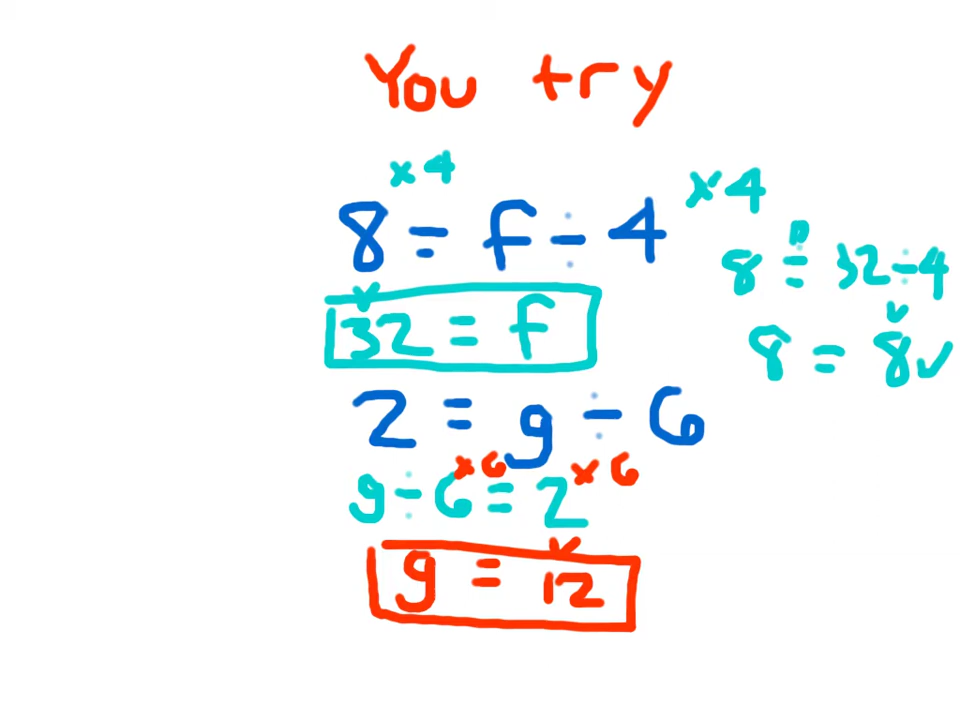 You try
×4 ×4
8 = f ÷ 4
32 = f
8 ≟ 32 ÷ 4
8 = 8 ✓
2 = g ÷ 6
g ÷ 6 ×6 = 2 ×6
g = 12